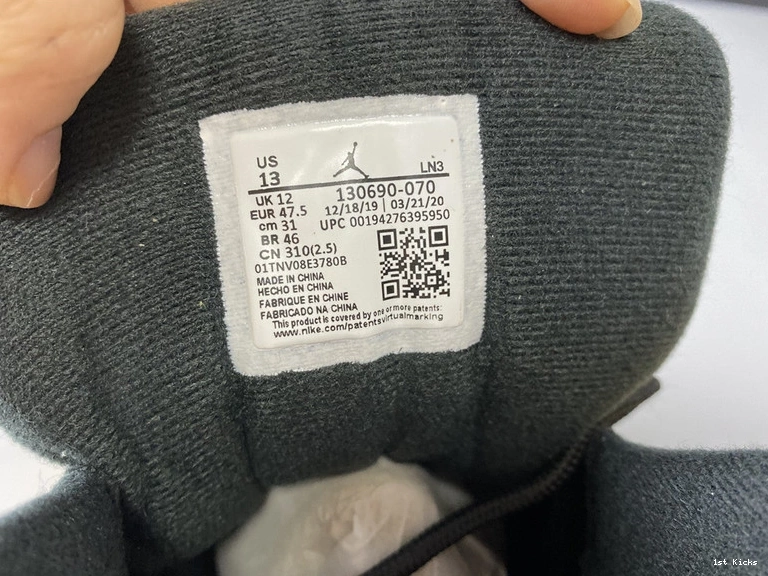 US
13
LN3
UK 12
130690-070
EUR 47.5
12/18/19 | 03/21/20
cm 31
UPC 00194276395950
BR 46
CN 310(2.5)
01TNV08E3780B
MADE IN CHINA
HECHO EN CHINA
FABRIQUE EN CHINE
FABRICADO NA CHINA
This product is covered by one or more patents:
www.nike.com/patentsvirtualmarking
1st Kicks